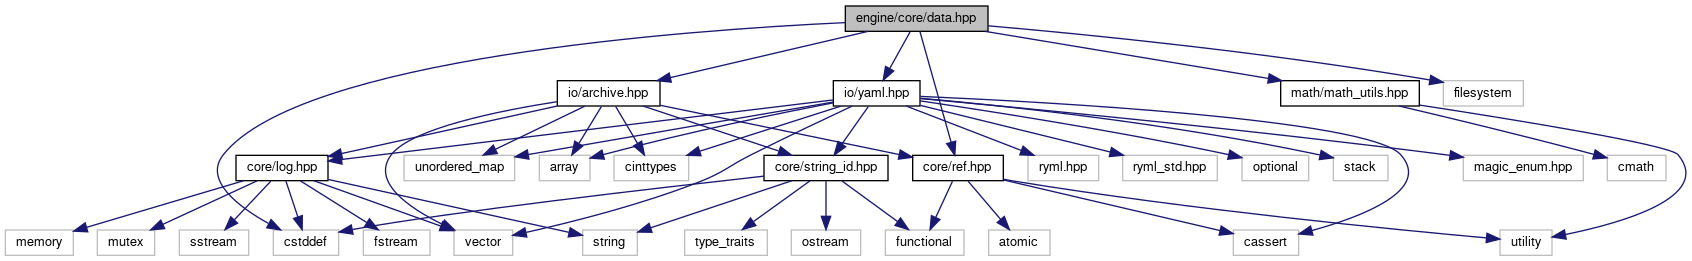 engine/core/data.hpp
io/archive.hpp
io/yaml.hpp
math/math_utils.hpp
filesystem
core/log.hpp
unordered_map
array
cinttypes
core/string_id.hpp
core/ref.hpp
ryml.hpp
ryml_std.hpp
optional
stack
magic_enum.hpp
cmath
memory
mutex
sstream
cstddef
fstream
vector
string
type_traits
ostream
functional
atomic
cassert
utility